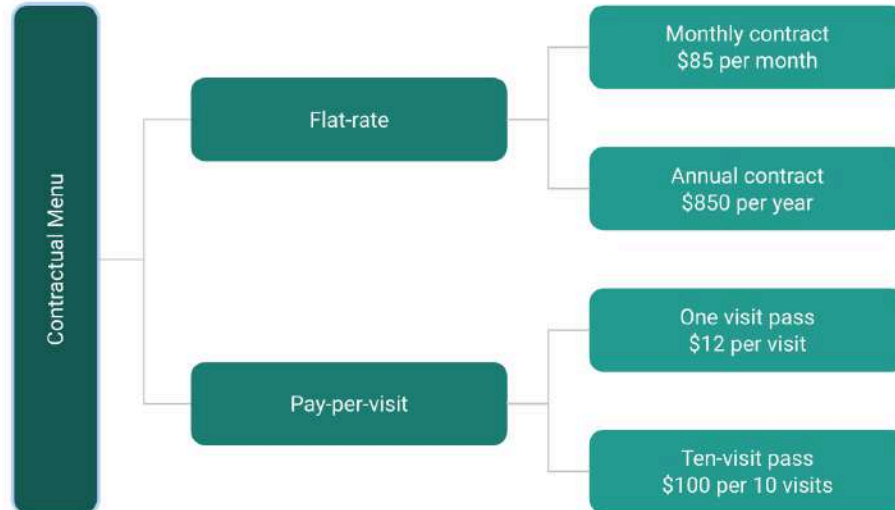 Contractual Menu
Flat-rate
Monthly contract
$85 per month
Annual contract
$850 per year
Pay-per-visit
One visit pass
$12 per visit
Ten-visit pass
$100 per 10 visits